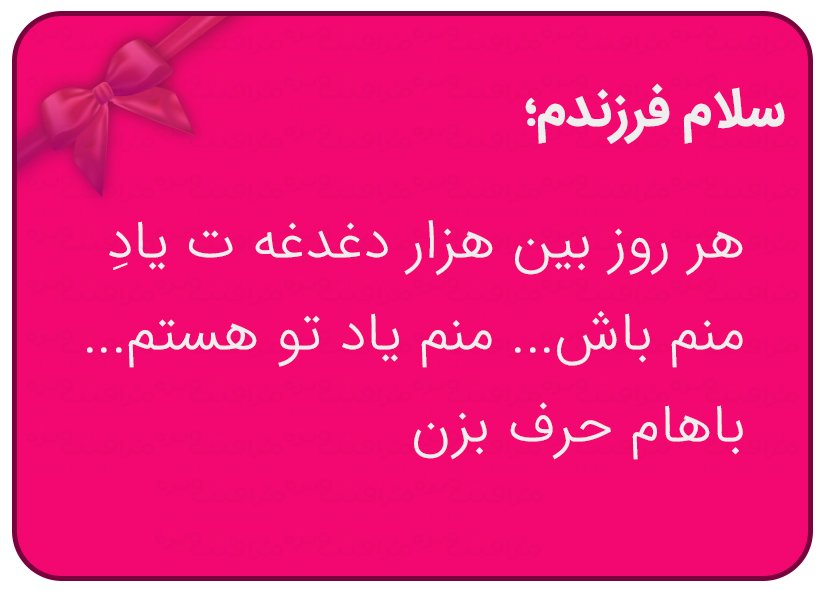 سلام فرزندم؛
هر روز بین هزار دغدغه ت یادِ
منم باش... منم یاد تو هستم...
باهام حرف بزن